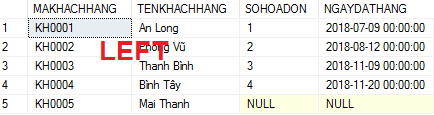 MAKHACHHANG TENKHACHHANG SOHOADON NGAYDATHANG
1 KH0001 An Long 1 2018-07-09 00:00:00
2 KH0002 Phong Vũ 2 2018-08-12 00:00:00
LEFT
3 KH0003 Thanh Bình 3 2018-11-09 00:00:00
4 KH0004 Bình Tây 4 2018-11-20 00:00:00
5 KH0005 Mai Thanh NULL NULL